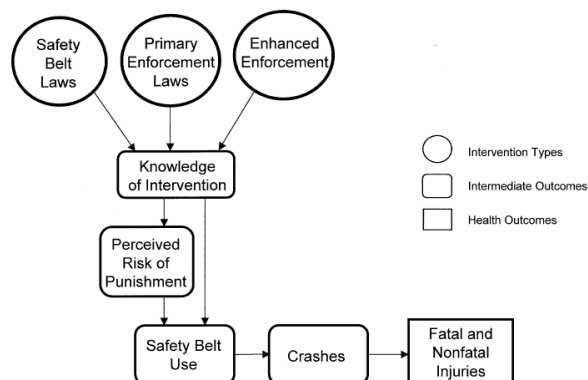 Safety
Belt
Laws
Primary
Enforcement
Laws
Enhanced
Enforcement
Knowledge
of Intervention
Perceived
Risk of
Punishment
Safety Belt
Use
Crashes
Fatal and
Nonfatal
Injuries
Intervention Types
Intermediate Outcomes
Health Outcomes